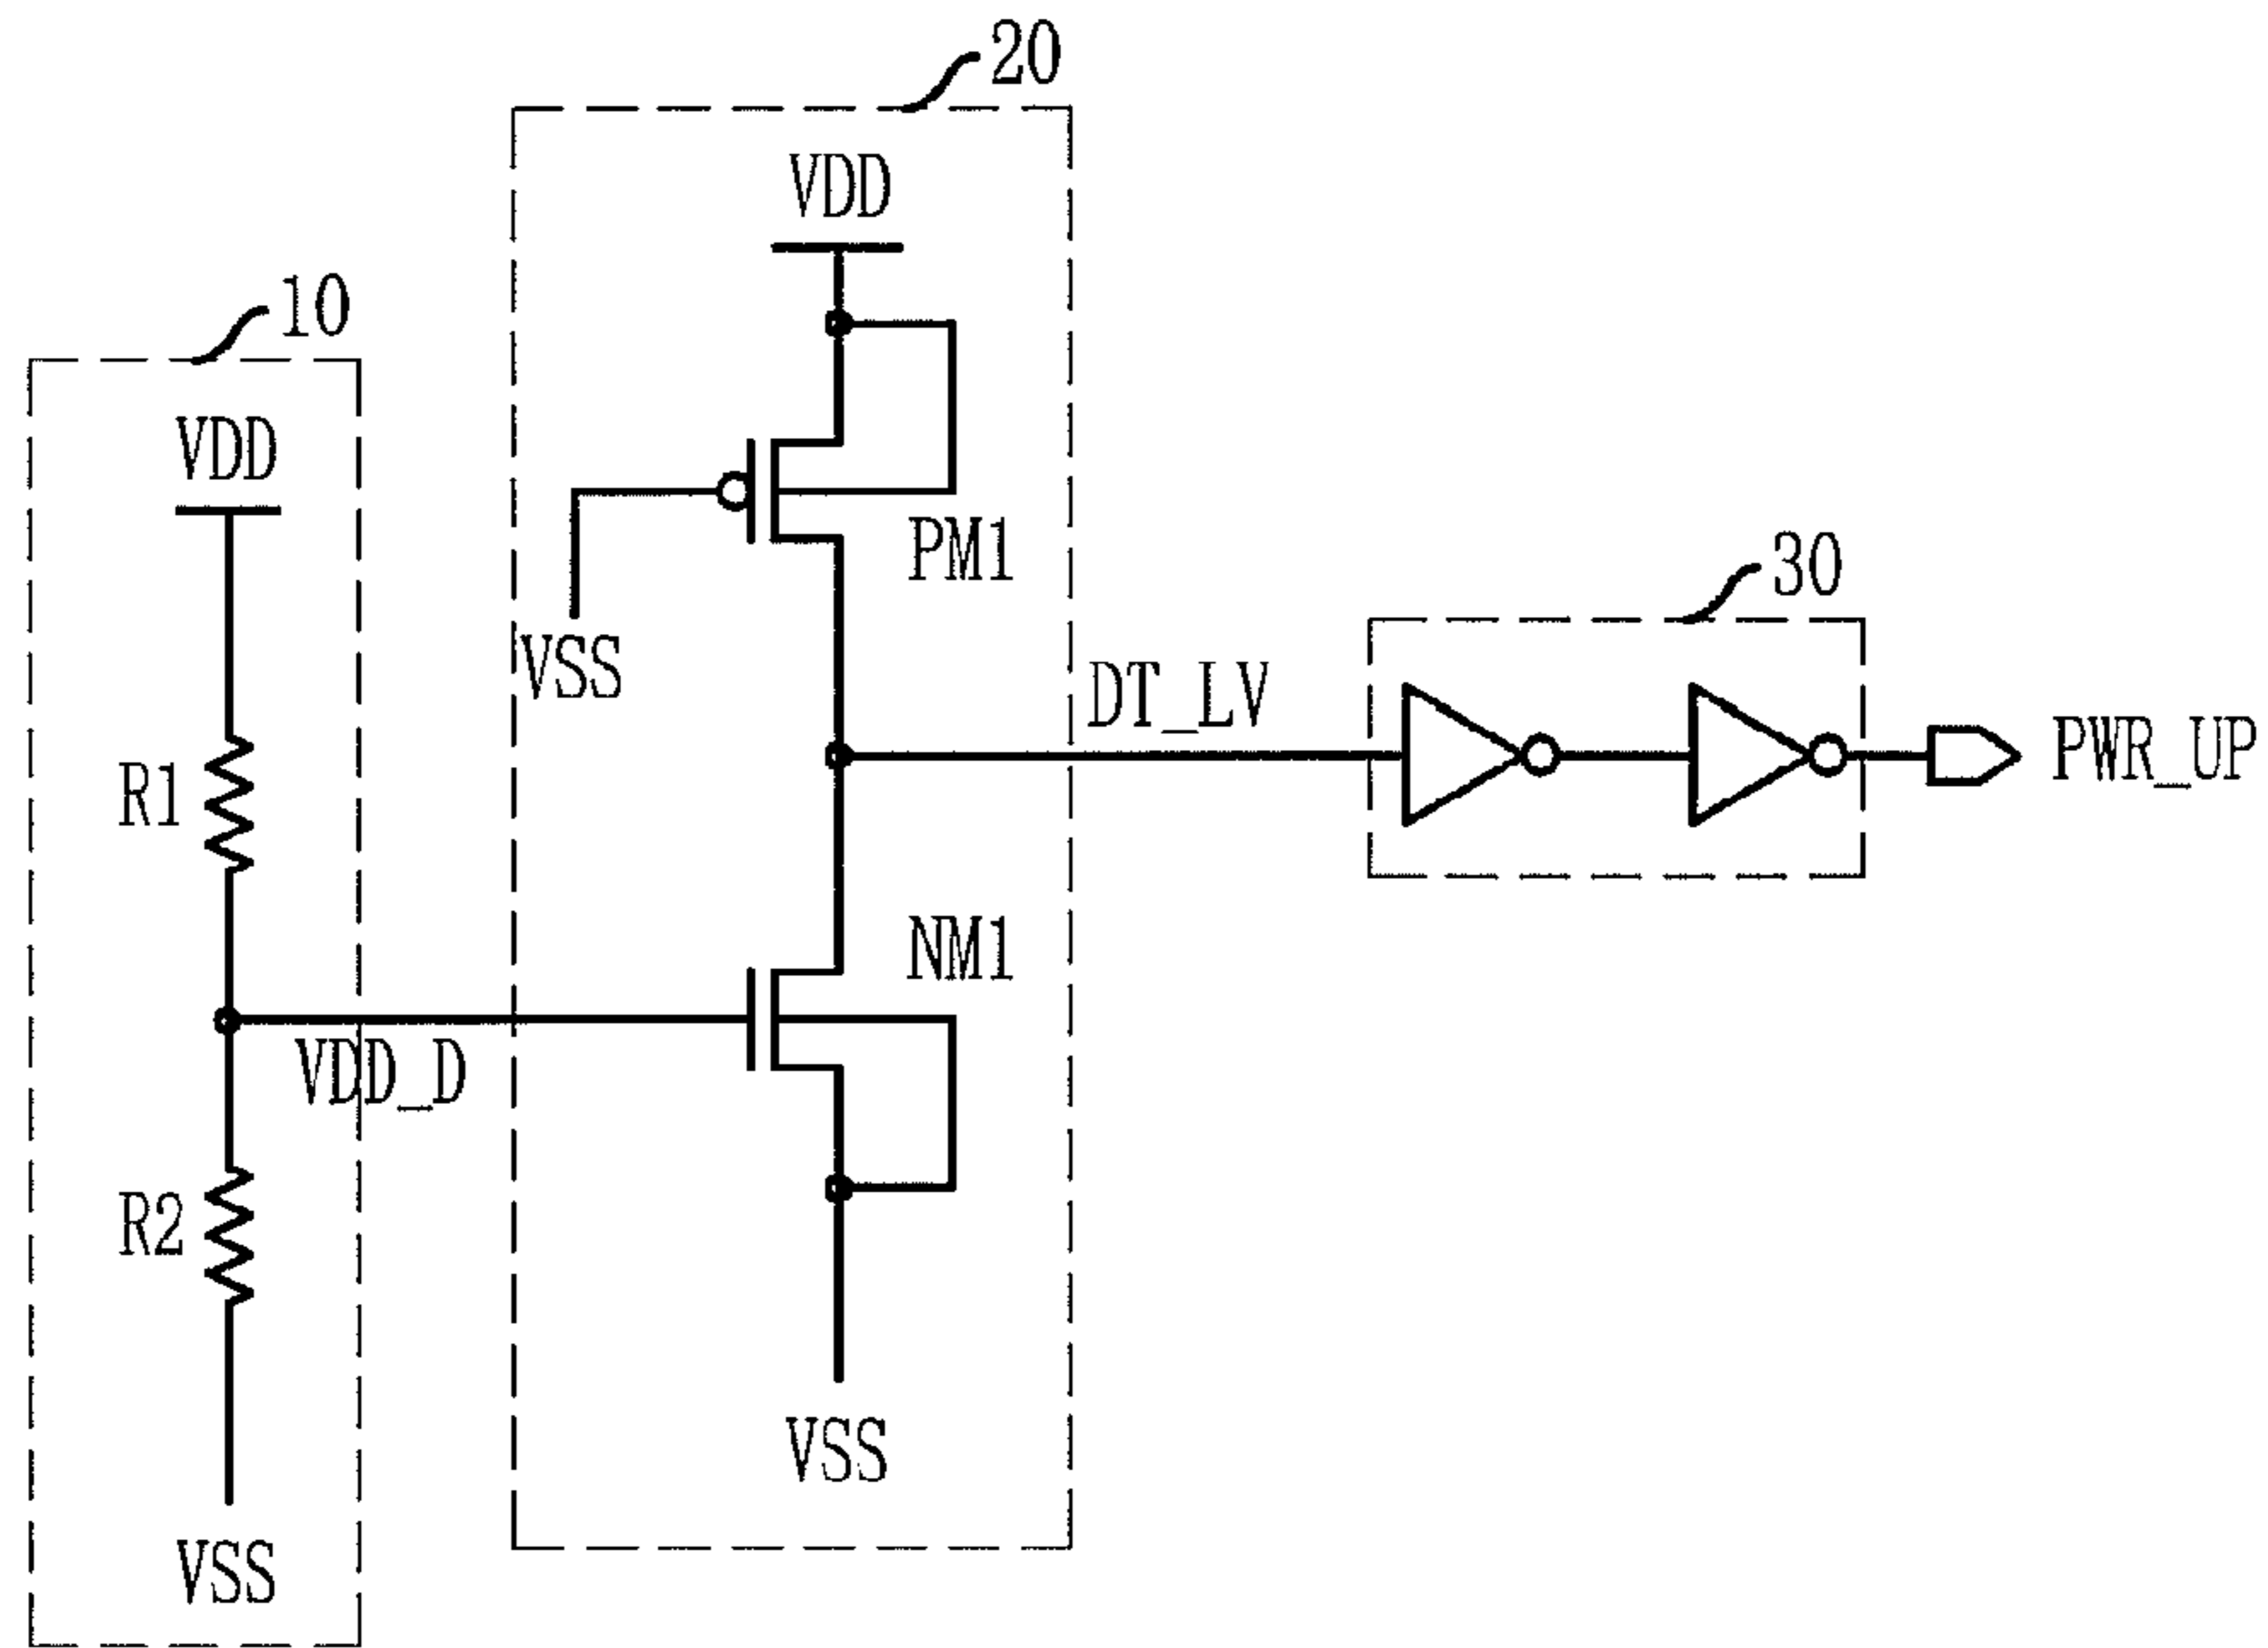 20
VDD
10
VDD
PM1
30
VSS
DT_LV
PWR_UP
R1
NM1
VDD_D
R2
VSS
VSS